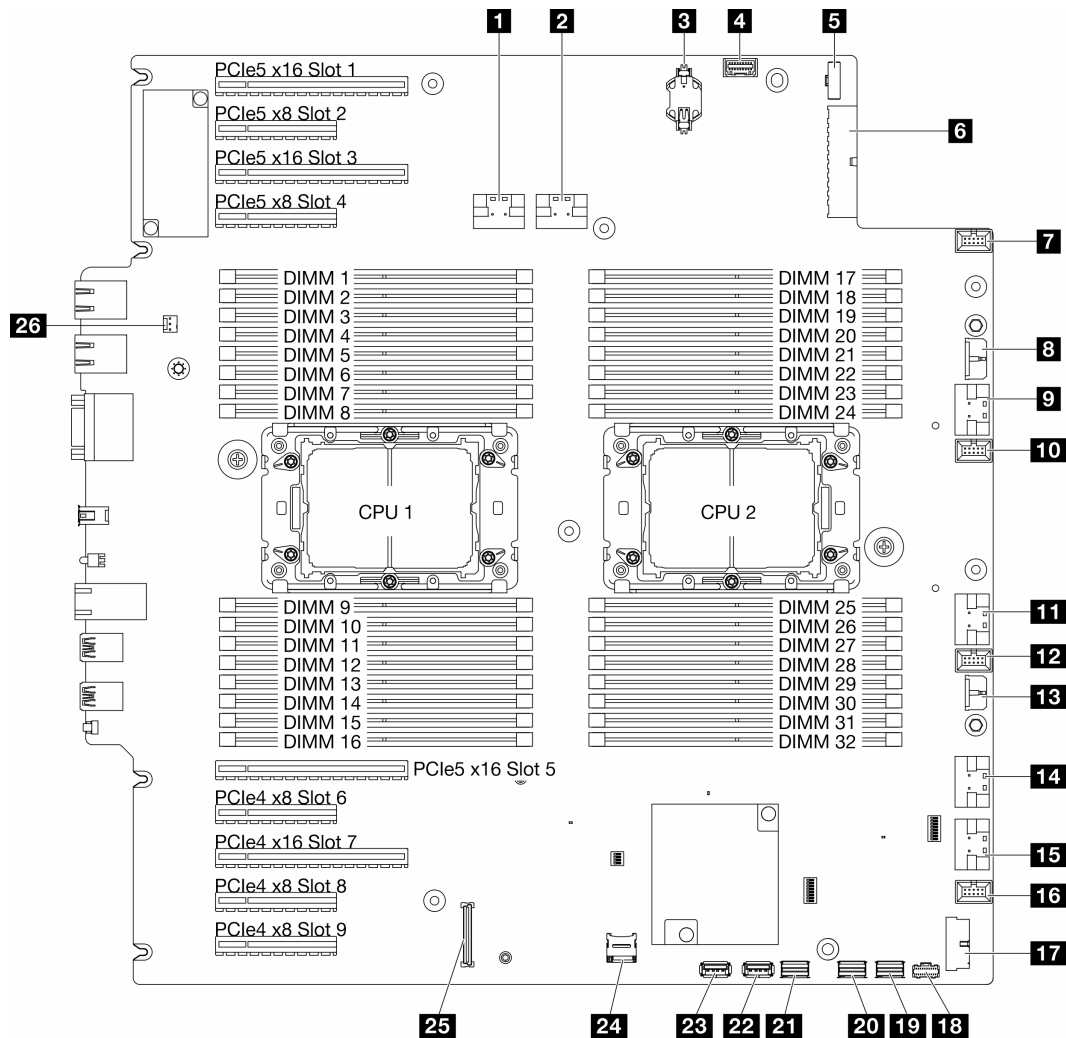 1 2 3 4 5
PCIe5 x16 Slot 1
PCIe5 x8 Slot 2
6
PCIe5 x16 Slot 3
PCIe5 x8 Slot 4
7
DIMM 1 DIMM 17
DIMM 2 DIMM 18
DIMM 3 DIMM 19
26
DIMM 4 DIMM 20
DIMM 5 DIMM 21
8
DIMM 6 DIMM 22
DIMM 7 DIMM 23
9
DIMM 8 DIMM 24
10
CPU 1 CPU 2
DIMM 9 DIMM 25
11
DIMM 10 DIMM 26
DIMM 11 DIMM 27
12
DIMM 12 DIMM 28
DIMM 13 DIMM 29
13
DIMM 14 DIMM 30
DIMM 15 DIMM 31
DIMM 16 DIMM 32
PCIe5 x16 Slot 5
14
PCIe4 x8 Slot 6
PCIe4 x16 Slot 7
15
PCIe4 x8 Slot 8
16
PCIe4 x8 Slot 9
17
25 24 23 22 21 20 19 18